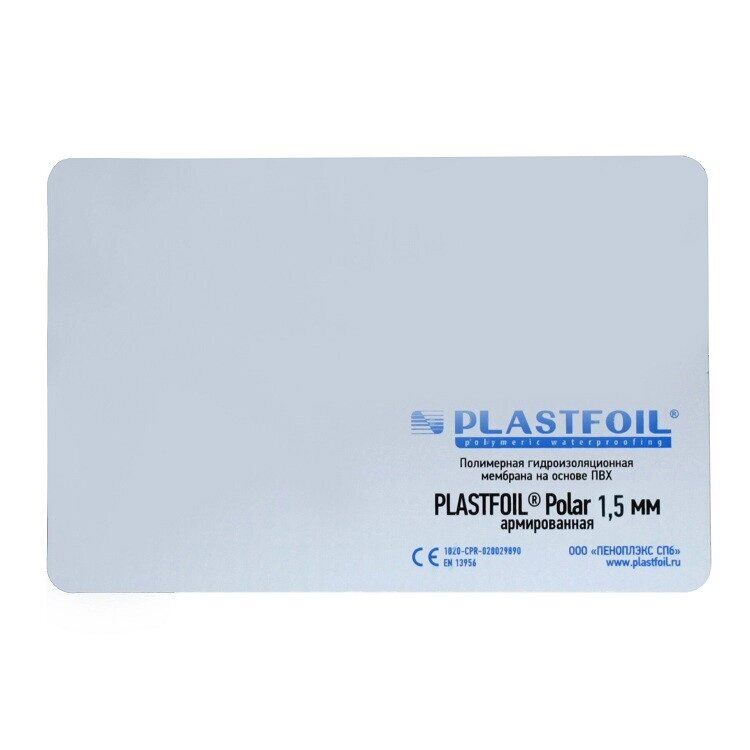 PLASTFOIL®
polymeric waterproofing
Полимерная гидроизоляционная
мембрана на основе ПВХ
PLASTFOIL® Polar 1,5 мм
армированная
CE 1020-CPR-020029890
EN 13956
ООО «ПЕНОПЛЭКС СПб»
www.plastfoil.ru